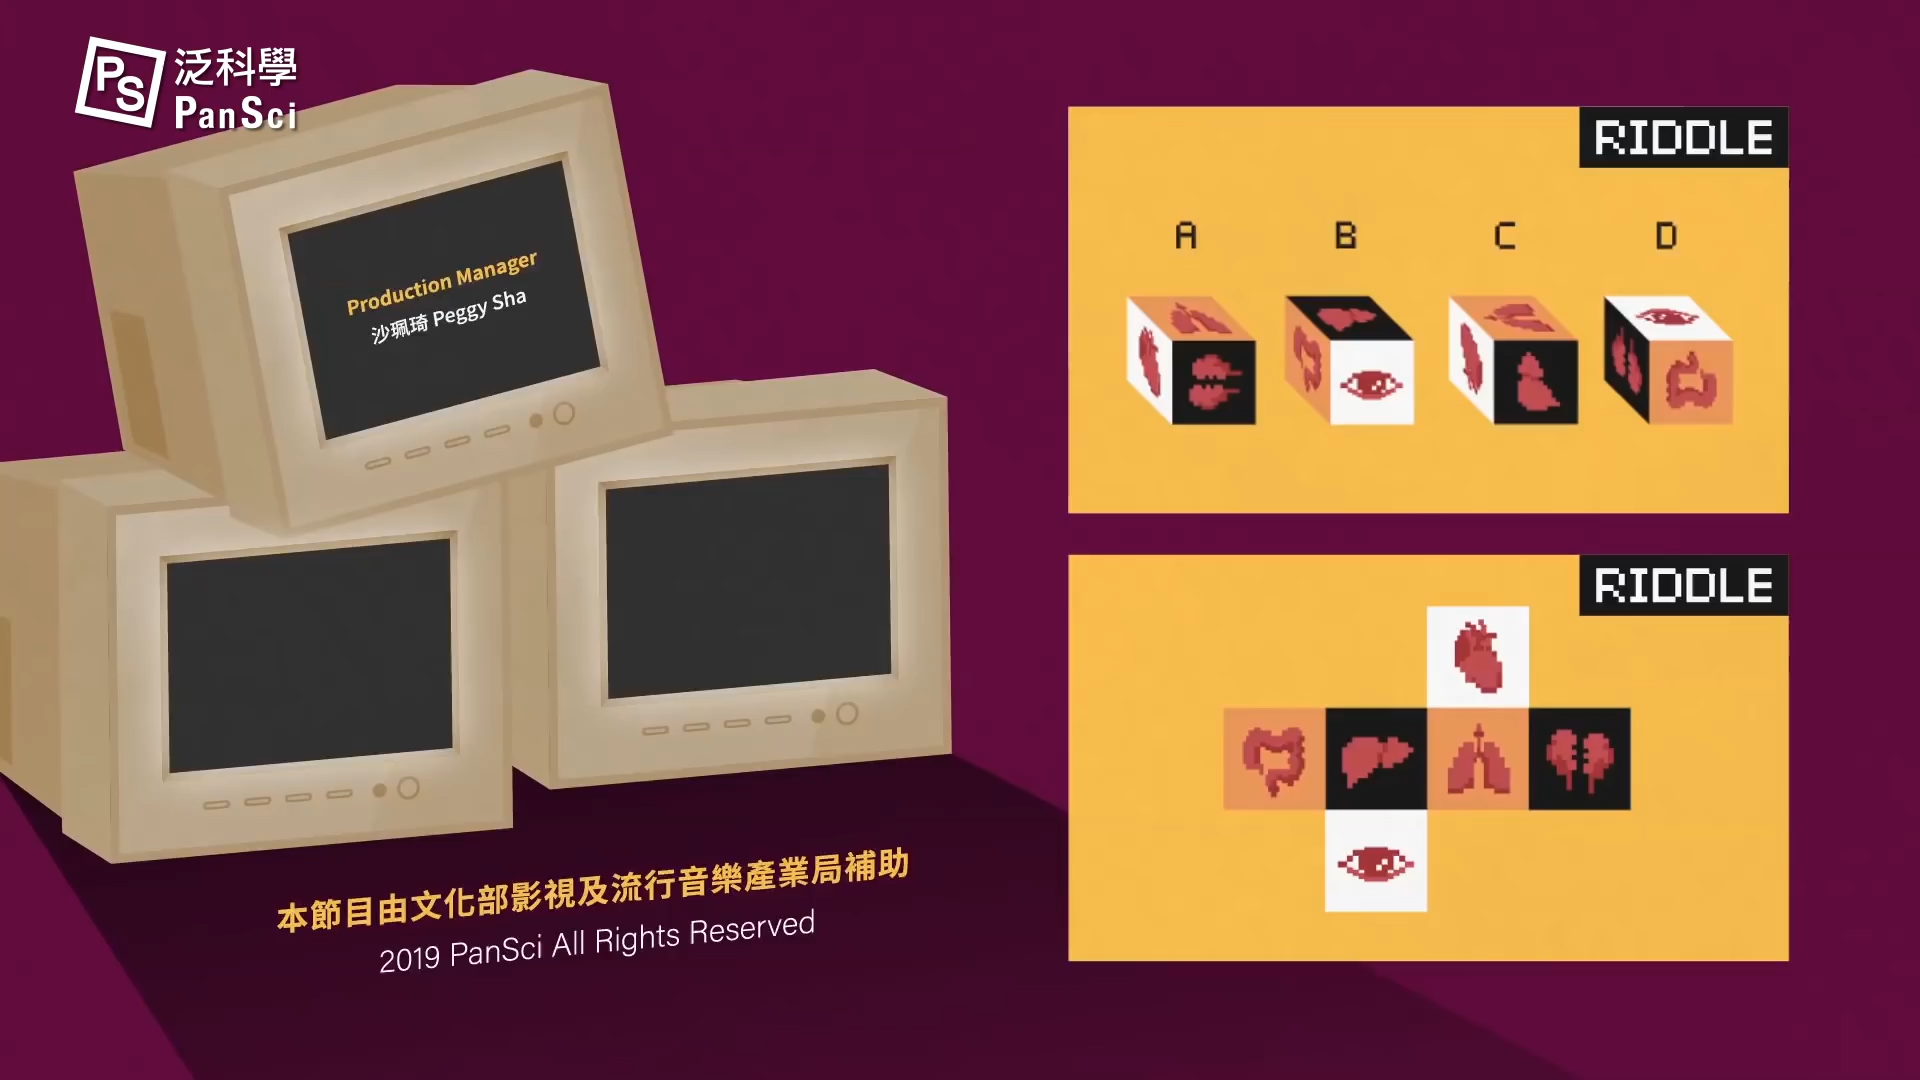 泛科學
PanSci
Production Manager
沙珮琦 Peggy Sha
本節目由文化部影視及流行音樂產業局補助
2019 PanSci All Rights Reserved
RIDDLE
A B C D
RIDDLE